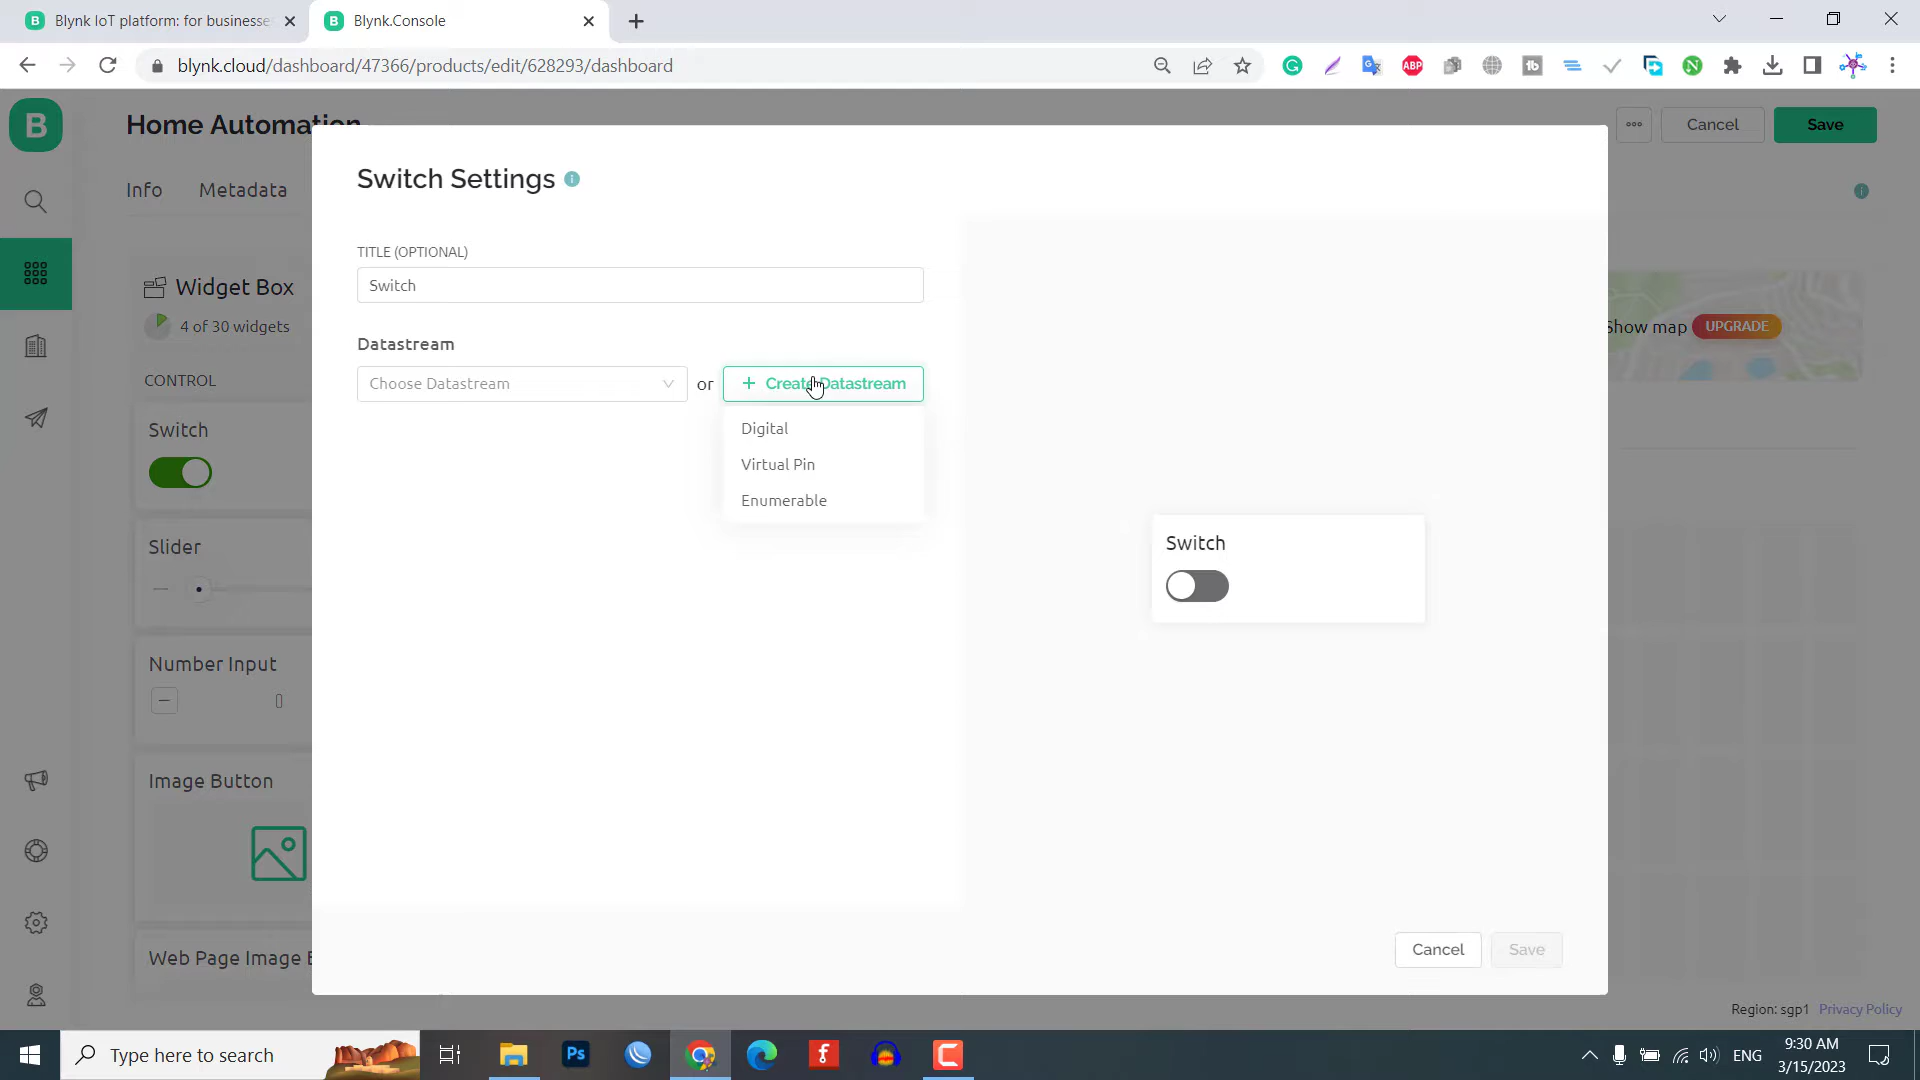 Blynk IoT platform: for businesse
Blynk.Console
blynk.cloud/dashboard/47366/products/edit/628293/dashboard
Home Automation
Cancel
Save
Info
Metadata
Switch Settings
TITLE (OPTIONAL)
Switch
Widget Box
4 of 30 widgets
Show map
UPGRADE
Datastream
Choose Datastream
or
+ Create Datastream
CONTROL
Digital
Switch
Virtual Pin
Enumerable
Switch
Slider
Number Input
0
Image Button
Web Page Image B
Cancel
Save
Region: sgp1
Privacy Policy
Type here to search
ENG
9:30 AM
3/15/2023